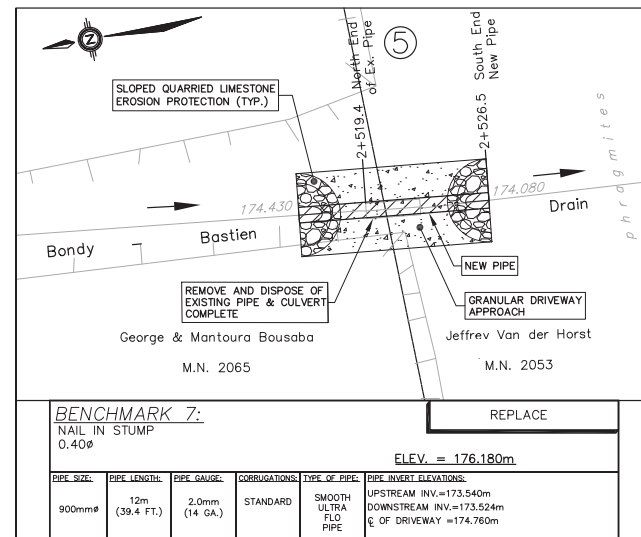 Z
5
2+519.4 North End
of Ex. Pipe
2+526.5 South End
New Pipe
SLOPED QUARRIED LIMESTONE
EROSION PROTECTION (TYP.)
phragmites
174.430
174.080
Bondy - Bastien
Drain
NEW PIPE
REMOVE AND DISPOSE OF
EXISTING PIPE & CULVERT
COMPLETE
GRANULAR DRIVEWAY
APPROACH
George & Mantoura Bousaba
M.N. 2065
Jeffrey Van der Horst
M.N. 2053
BENCHMARK 7:
NAIL IN STUMP
0.40ø
REPLACE
ELEV. = 176.180m
PIPE SIZE:
900mmø
PIPE LENGTH:
12m
(39.4 FT.)
PIPE GAUGE:
2.0mm
(14 GA.)
CORRUGATIONS:
STANDARD
TYPE OF PIPE:
SMOOTH
ULTRA
FLO
PIPE
PIPE INVERT ELEVATIONS:
UPSTREAM INV.=173.540m
DOWNSTREAM INV.=173.524m
℄ OF DRIVEWAY =174.760m